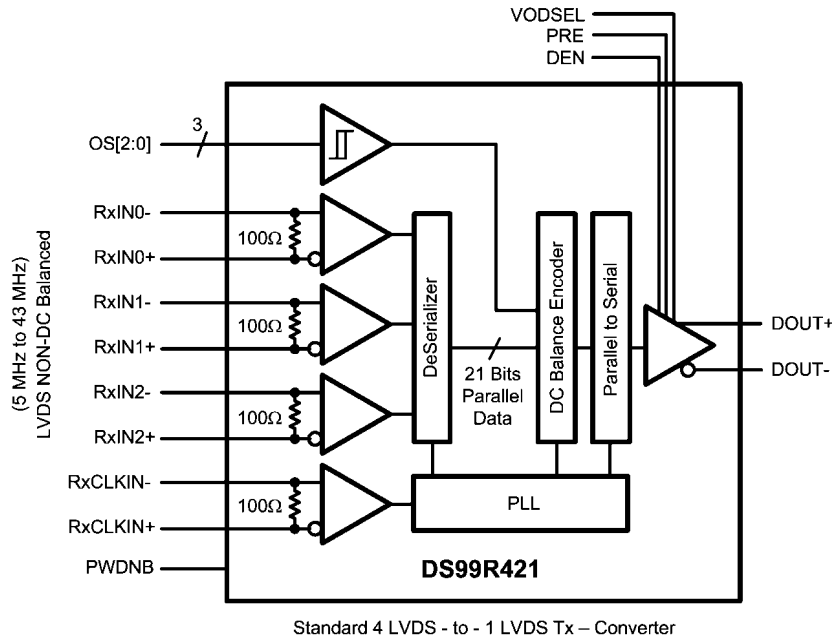 VODSEL
PRE
DEN
OS[2:0]
3
RxIN0-
100Ω
RxIN0+
RxIN1-
100Ω
RxIN1+
RxIN2-
100Ω
RxIN2+
RxCLKIN-
100Ω
RxCLKIN+
PWDNB
(5 MHz to 43 MHz)
LVDS NON-DC Balanced
DeSerializer
21 Bits
Parallel
Data
DC Balance Encoder
Parallel to Serial
DOUT+
DOUT-
PLL
DS99R421
Standard 4 LVDS - to - 1 LVDS Tx – Converter